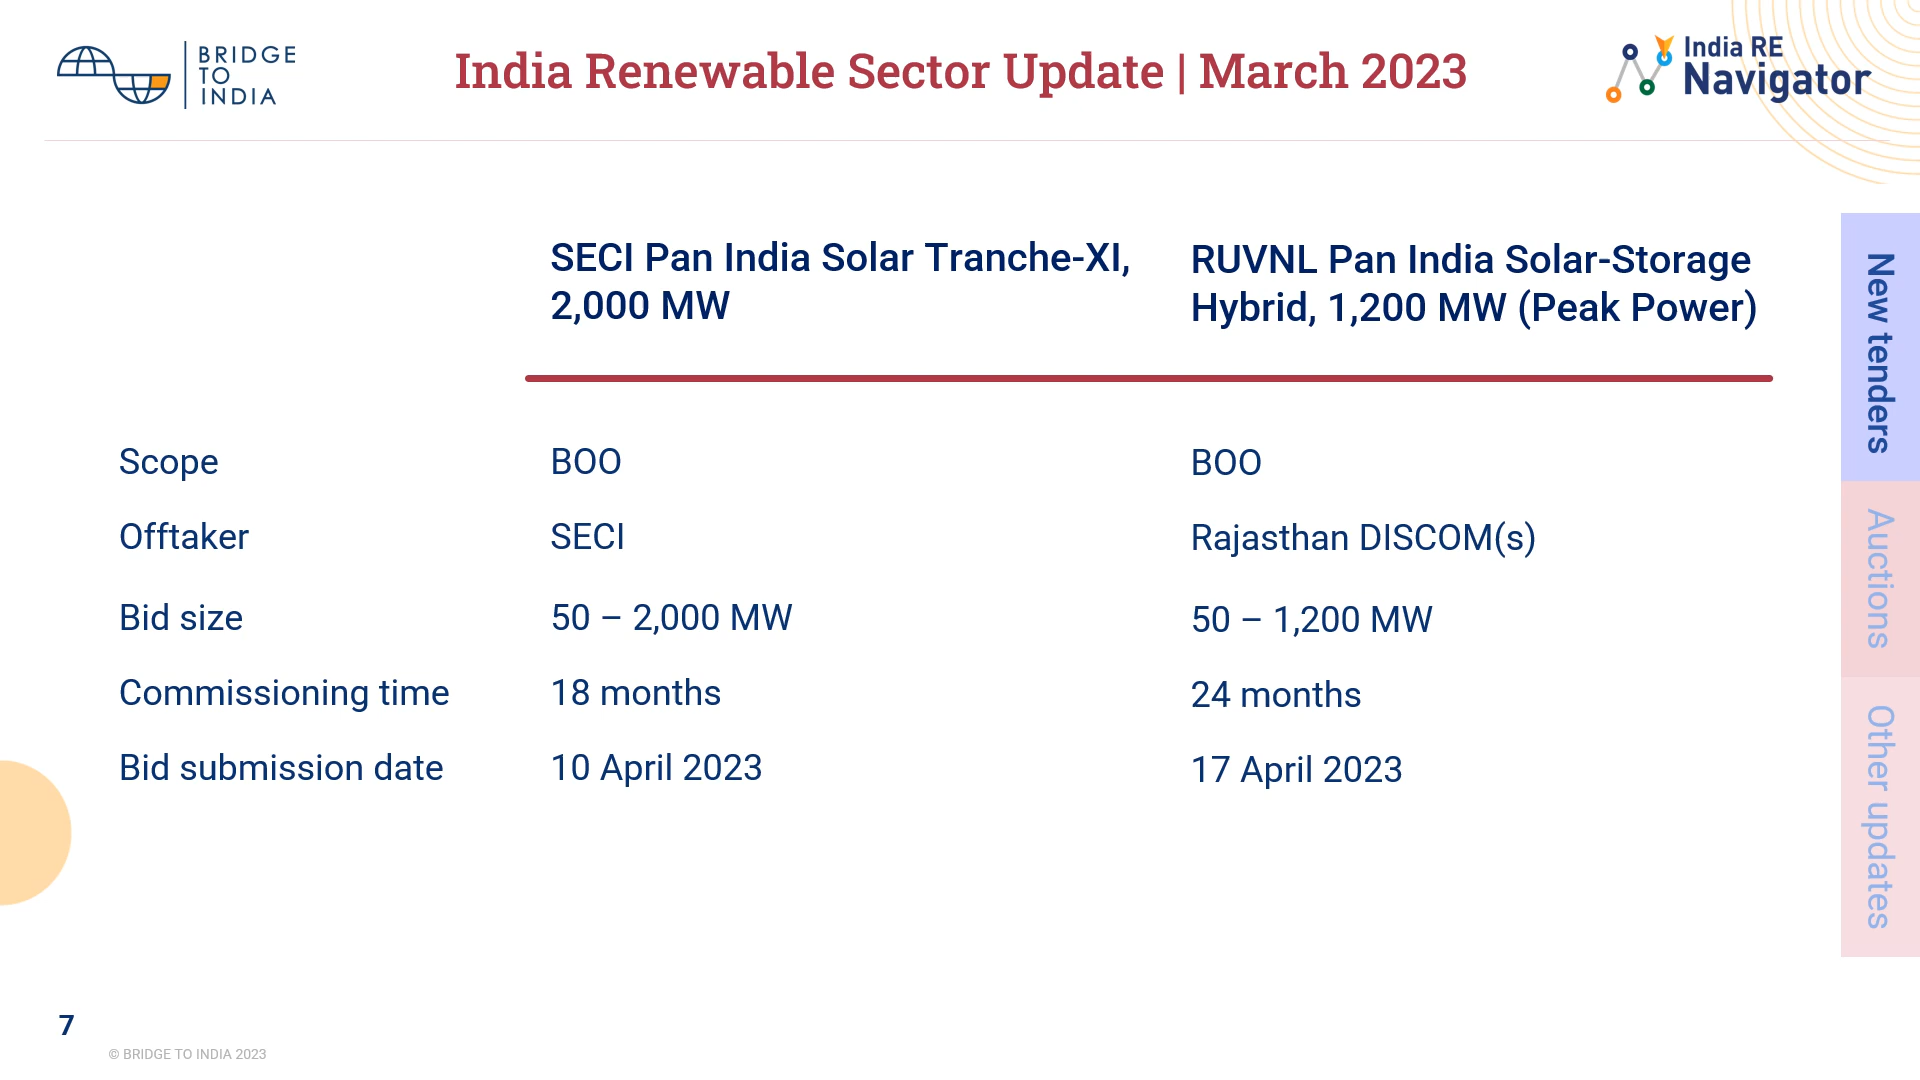 BRIDGE
TO
INDIA
India Renewable Sector Update | March 2023
India RE
Navigator
SECI Pan India Solar Tranche-XI,
2,000 MW
RUVNL Pan India Solar-Storage
Hybrid, 1,200 MW (Peak Power)
Scope
BOO
BOO
Offtaker
SECI
Rajasthan DISCOM(s)
Bid size
50 – 2,000 MW
50 – 1,200 MW
Commissioning time
18 months
24 months
Bid submission date
10 April 2023
17 April 2023
New tenders
Auctions
Other updates
7
© BRIDGE TO INDIA 2023